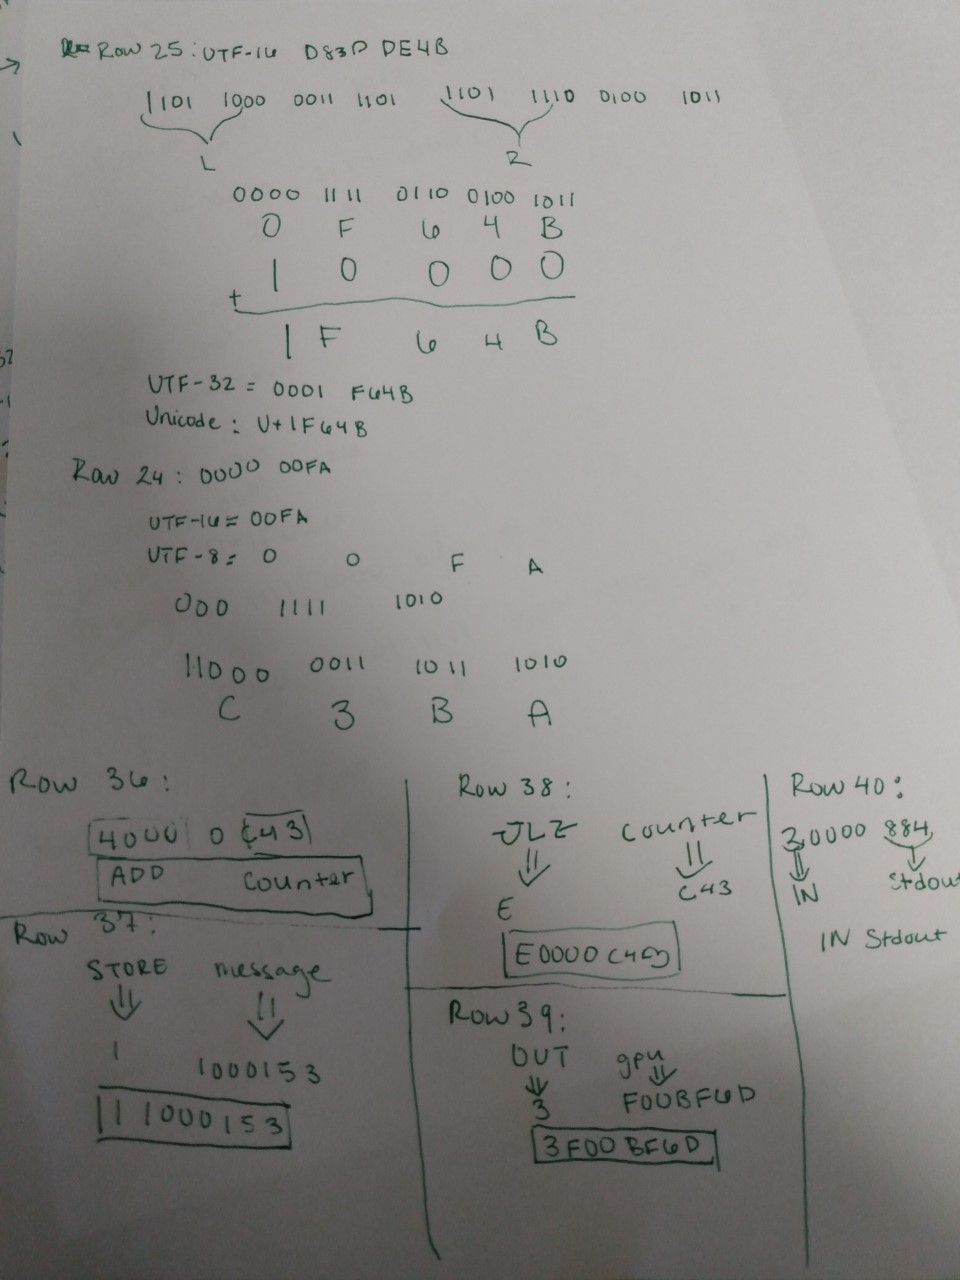 Row 25: UTF-16 D83D DE4B
1101 1000 0011 1101 1101 1110 0100 1011
L R
0000 1111 0110 0100 1011
0 F 6 4 B
1 0 0 0 0
+
1 F 6 4 B
UTF-32 = 0001 F64B
Unicode: U+1F64B
Row 24: 0000 00FA
UTF-16= 00FA
UTF-8= 0 0 F A
000 1111 1010
11000 0011 1011 1010
C 3 B A
Row 36:
4000 0 C43
ADD Counter
Row 37:
STORE message
1 1000153
11000153
Row 38:
JLZ Counter
C43
E
E0000C43
Row 39:
OUT gpu
3 F00BF6D
3F00BF6D
Row 40:
30000 884
IN Stdout
IN Stdout